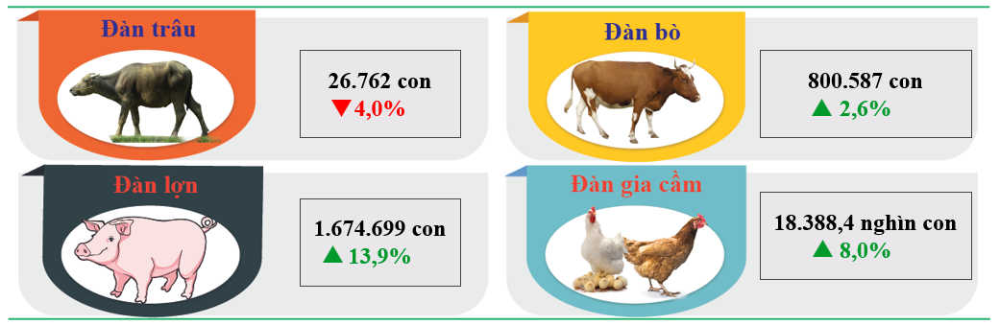 Đàn trâu
26.762 con
▼4,0%
Đàn bò
800.587 con
▲ 2,6%
Đàn lợn
1.674.699 con
▲ 13,9%
Đàn gia cầm
18.388,4 nghìn con
▲ 8,0%